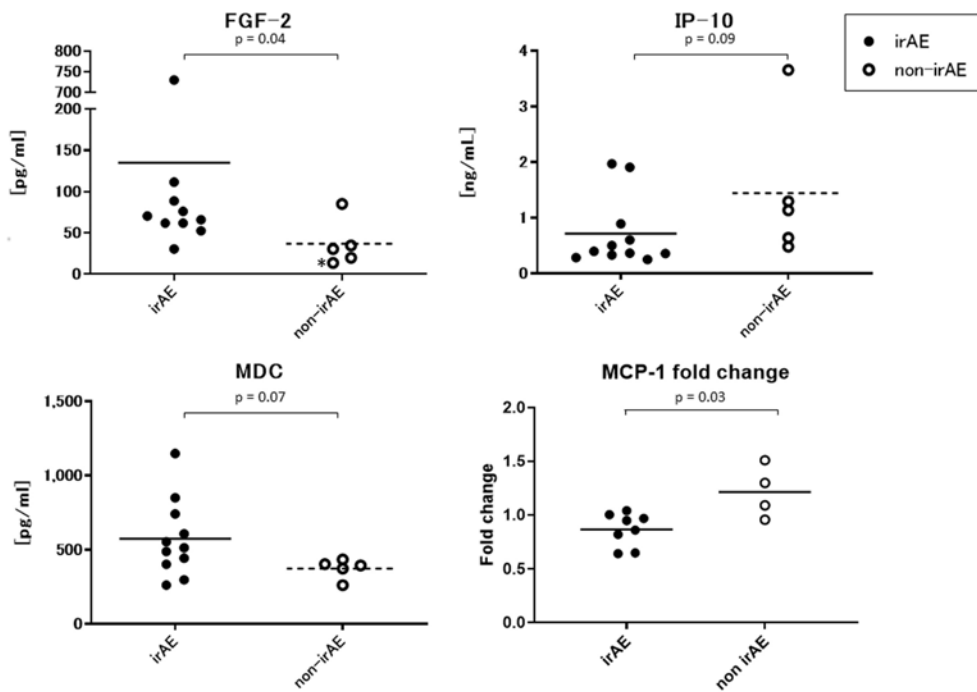 FGF-2
p = 0.04
800
750
700
200
150
100
50
0
[pg/ml]
*
irAE
non-irAE
IP-10
p = 0.09
4
3
2
1
0
[ng/mL]
irAE
non-irAE
irAE
non-irAE
MDC
p = 0.07
1,500
1,000
500
0
[pg/ml]
irAE
non-irAE
MCP-1 fold change
p = 0.03
2.0
1.5
1.0
0.5
0.0
Fold change
irAE
non irAE